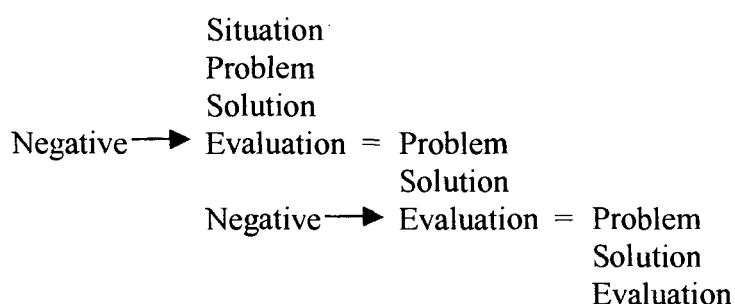 Situation
Problem
Solution
Negative → Evaluation = Problem
Solution
Negative → Evaluation = Problem
Solution
Evaluation